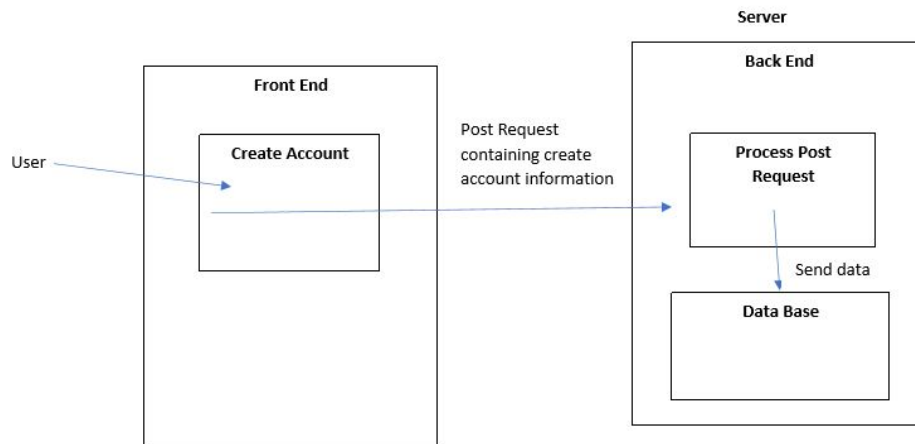 Server
Back End
Front End
Create Account
User
Post Request
containing create
account information
Process Post
Request
Send data
Data Base